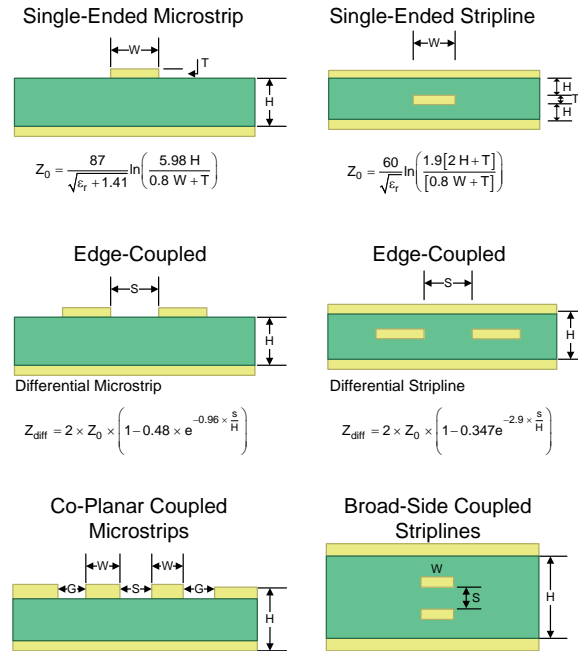 Single-Ended Microstrip
W
T
H
Z0 = 87 / √(εr + 1.41) ln(5.98 H / 0.8 W + T)
Single-Ended Stripline
W
H
T
H
Z0 = 60 / √εr ln(1.9[2 H + T] / [0.8 W + T])
Edge-Coupled
S
H
Differential Microstrip
Zdiff = 2 × Z0 × (1 − 0.48 × e^(−0.96 × s/H))
Edge-Coupled
S
H
Differential Stripline
Zdiff = 2 × Z0 × (1 − 0.347e^(−2.9 × s/H))
Co-Planar Coupled
Microstrips
W
W
G
S
G
H
Broad-Side Coupled
Striplines
W
S
H